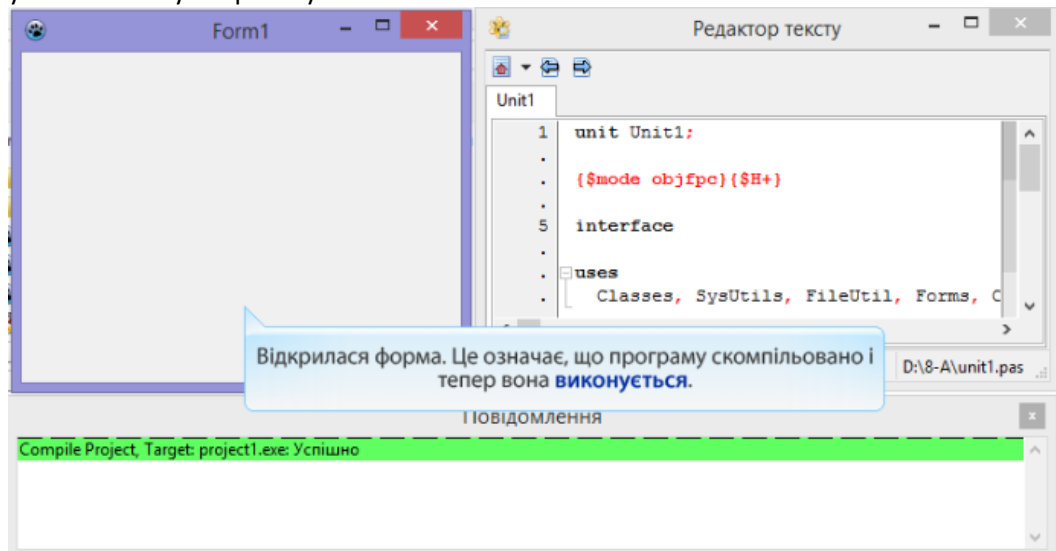 Form1
Редактор тексту
Unit1
1 unit Unit1;
.
. {$mode objfpc}{$H+}
.
5 interface
.
. uses
. Classes, SysUtils, FileUtil, Forms, C
Відкрилася форма. Це означає, що програму скомпільовано і
тепер вона виконується.
D:\8-A\unit1.pas
Повідомлення
Compile Project, Target: project1.exe: Успішно